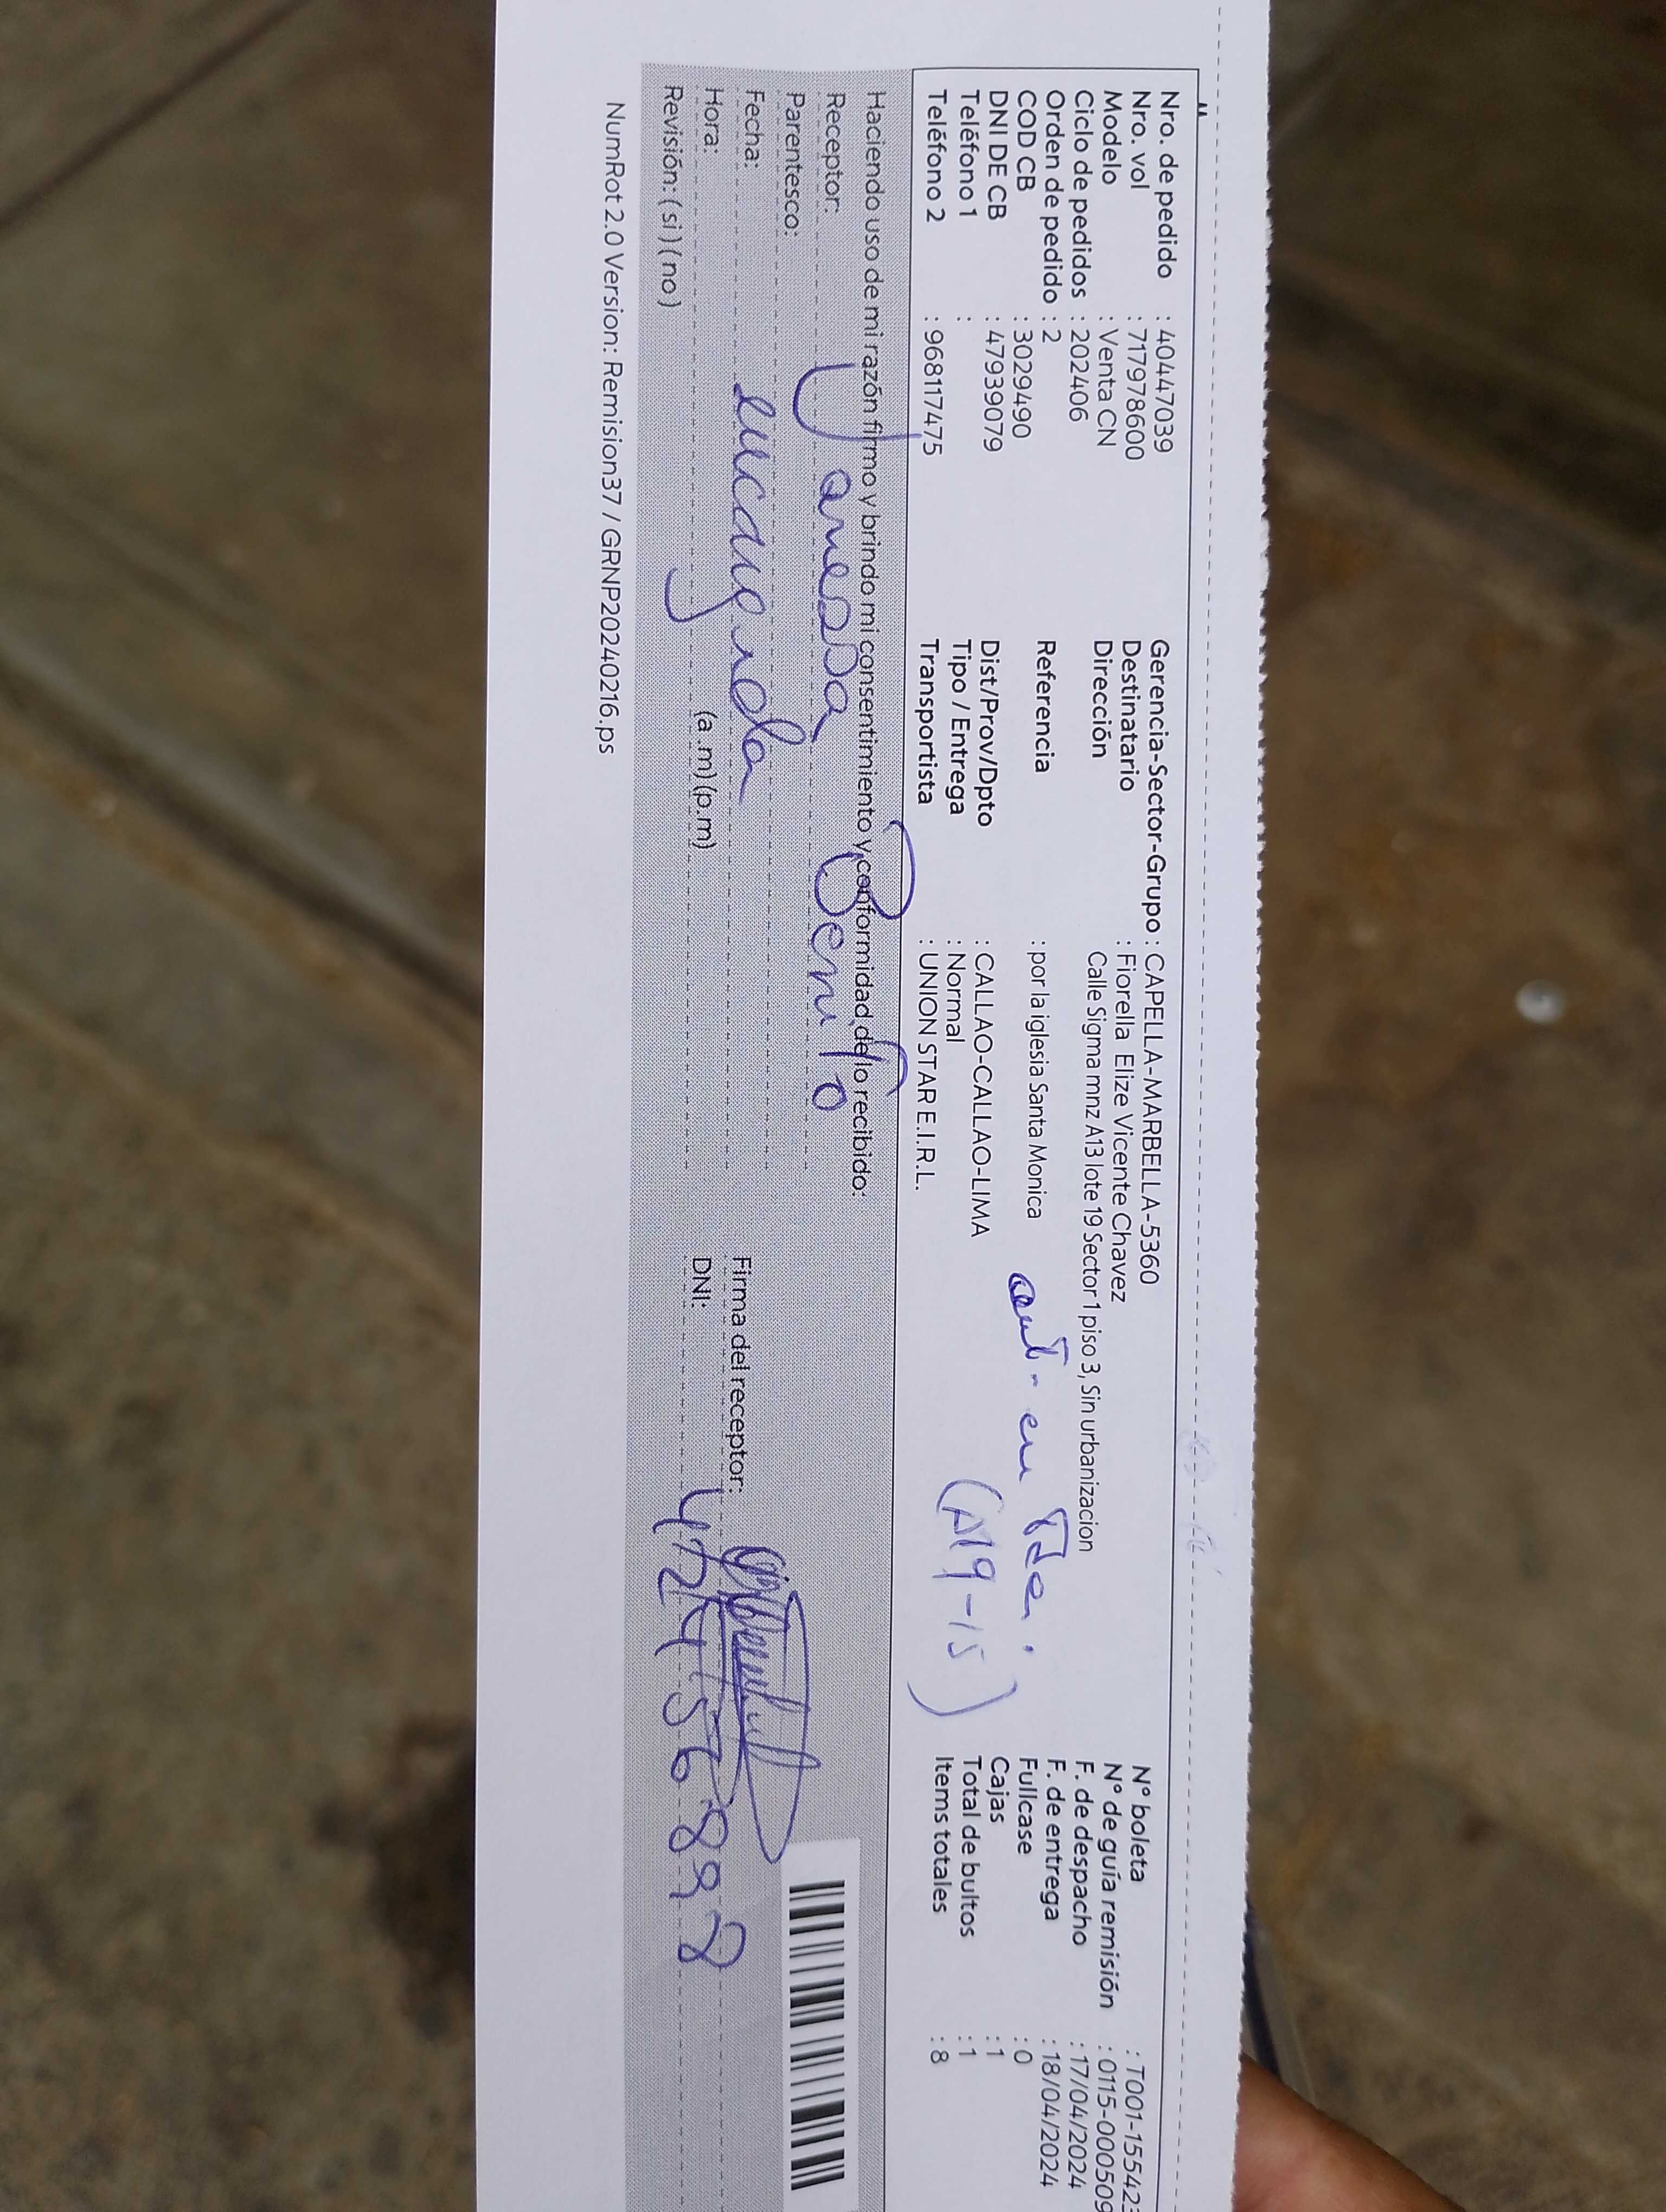 Nro. de pedido : 404447039
Nro. vol : 717978600
Modelo : Venta CN
Ciclo de pedidos : 202406
Orden de pedido : 2
COD CB : 3029490
DNI DE CB : 47939079
Teléfono 1 :
Teléfono 2 : 968117475
Gerencia-Sector-Grupo : CAPELLA-MARBELLA-5360
Destinatario : Fiorella Elize Vicente Chavez
Dirección Calle Sigma mnz A13 lote 19 Sector 1 piso 3, Sin urbanizacion
Referencia : por la iglesia Santa Monica
Dist/Prov/Dpto : CALLAO-CALLAO-LIMA
Tipo / Entrega : Normal
Transportista : UNION STAR E.I.R.L.
(A19-15)
N° boleta : T001-155423
N° de guía remisión : 0115-000509
F. de despacho : 17/04/2024
F. de entrega : 18/04/2024
Fullcase : 0
Cajas : 1
Total de bultos : 1
Items totales : 8
Haciendo uso de mi razón firmo y brindo mi consentimiento y conformidad de lo recibido:
Receptor: Vanessa Benito
Parentesco:
Fecha: encargada
Hora: (a.m)(p.m)
Revisión: (si) (no)
Firma del receptor:
DNI:
NumRot 2.0 Version: Remision37 / GRNP20240216.ps